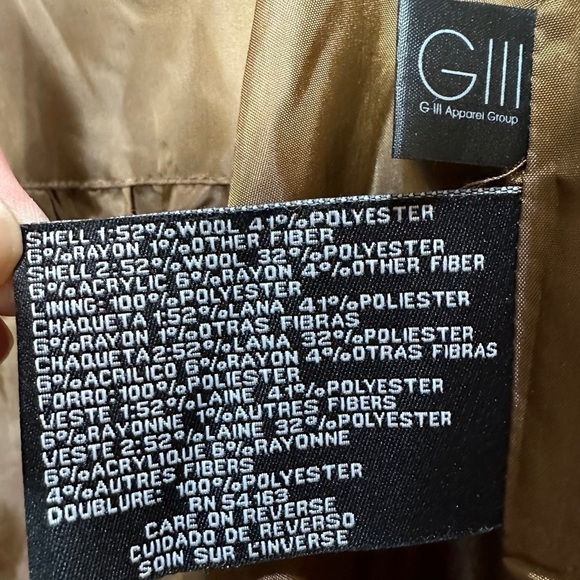 GIII
G-III Apparel Group
SHELL 1:52%WOOL 41%POLYESTER
6%RAYON 1%OTHER FIBER
SHELL 2:52%WOOL 32%POLYESTER
6%ACRYLIC 6%RAYON 4%OTHER FIBER
LINING:100%POLYESTER
CHAQUETA 1:52%LANA 41%POLIESTER
6%RAYON 1%OTRAS FIBRAS
CHAQUETA 2:52%LANA 32%POLIESTER
6%ACRILICO 6%RAYON 4%OTRAS FIBRAS
FORRO:100%POLIESTER
VESTE 1:52%LAINE 41%POLYESTER
6%RAYONNE 1%AUTRES FIBERS
VESTE 2:52%LAINE 32%POLYESTER
6%ACRYLIQUE 6%RAYONNE
4%AUTRES FIBERS
DOUBLURE: 100%POLYESTER
RN 54163
CARE ON REVERSE
CUIDADO DE REVERSO
SOIN SUR L'INVERSE